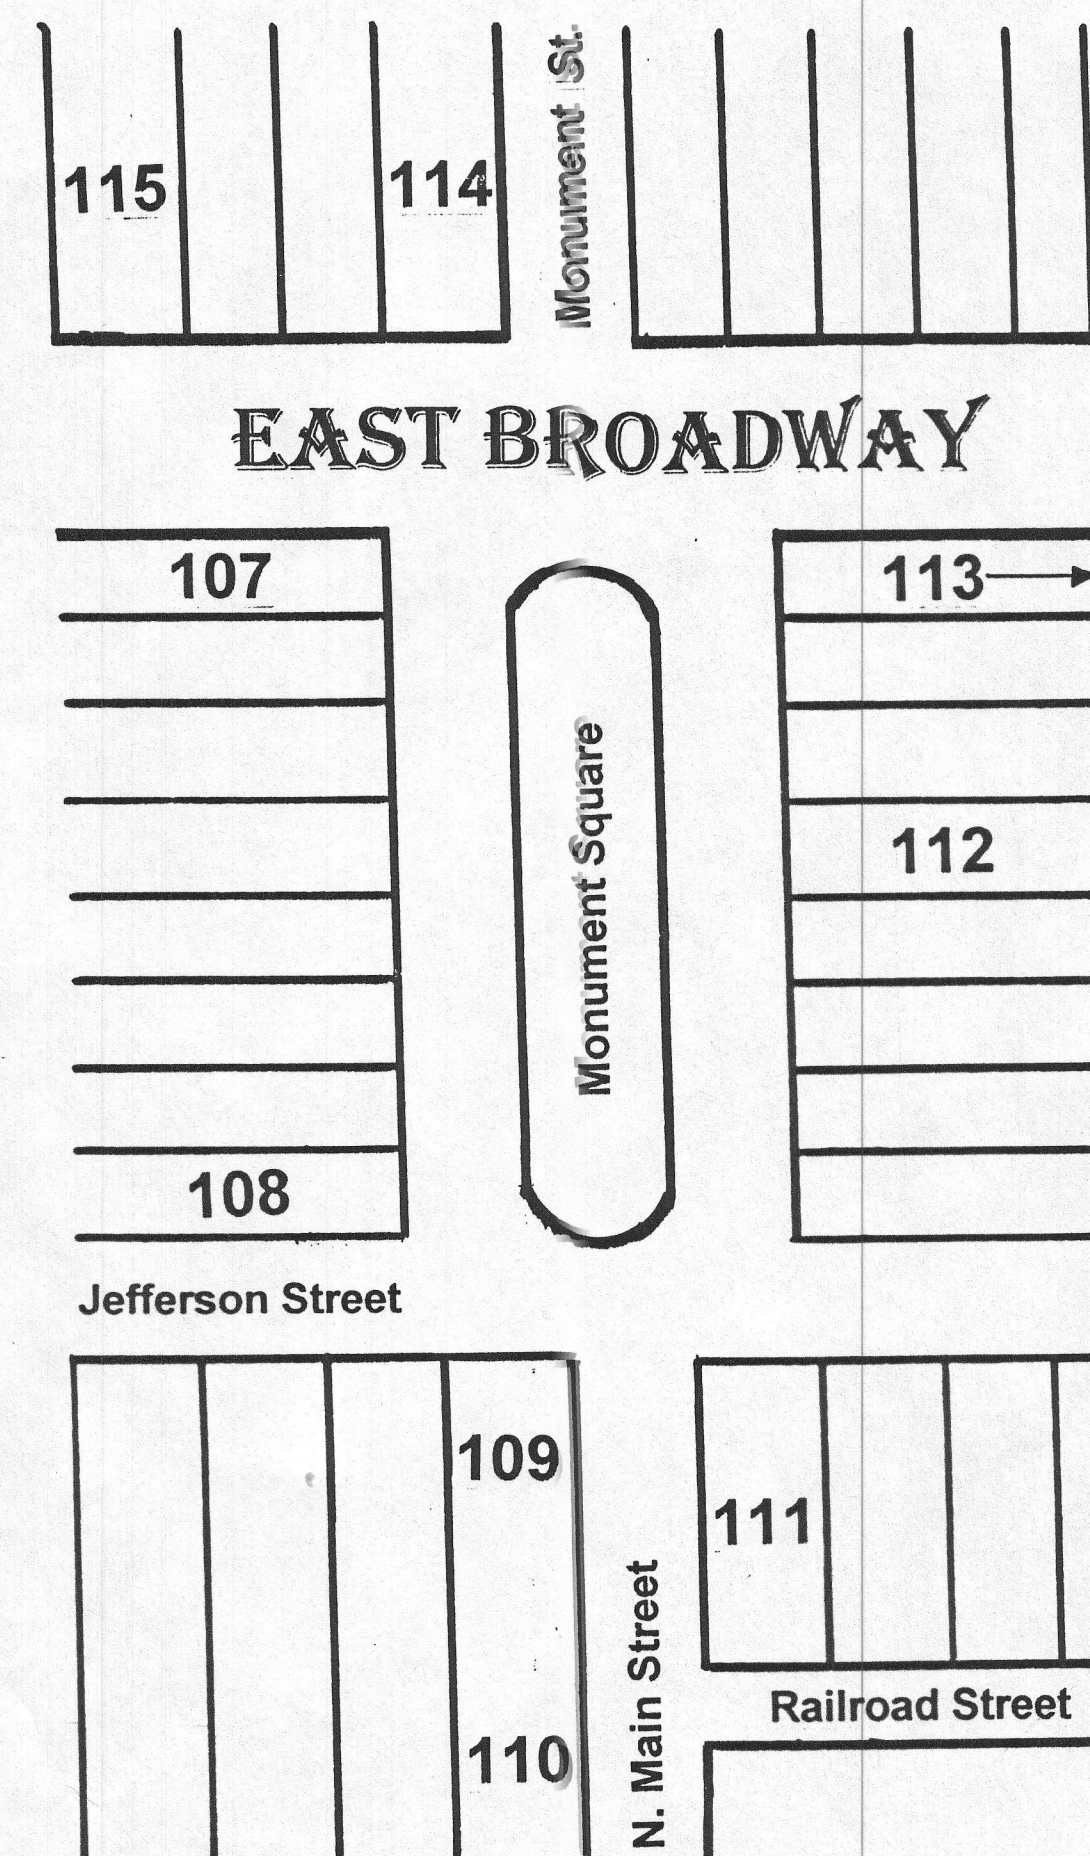 115
114
Monument St.
EAST BROADWAY
107
113
Monument Square
112
108
Jefferson Street
109
111
N. Main Street
Railroad Street
110